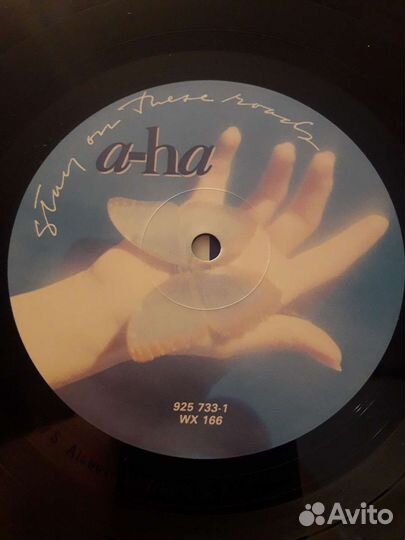 stay on these roads
a-ha
925 733-1
WX 166
Avito